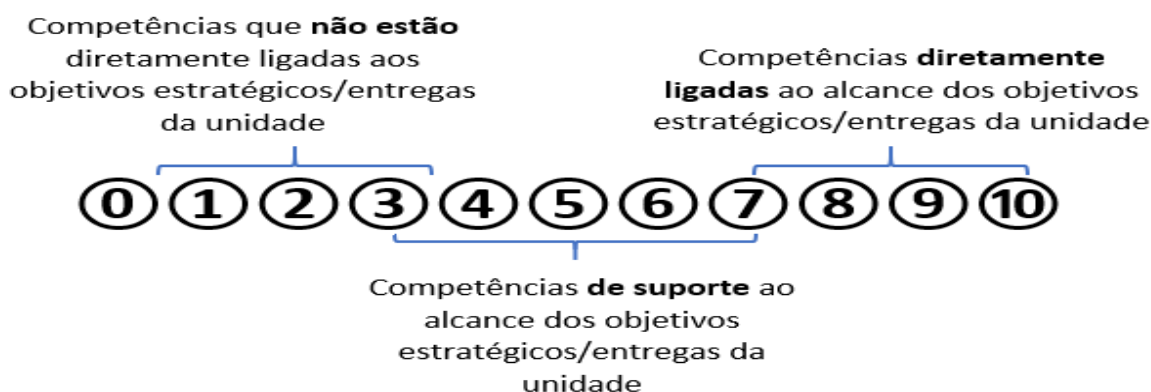 Competências que não estão
diretamente ligadas aos
objetivos estratégicos/entregas
da unidade
Competências diretamente
ligadas ao alcance dos objetivos
estratégicos/entregas da unidade
0 1 2 3 4 5 6 7 8 9 10
Competências de suporte ao
alcance dos objetivos
estratégicos/entregas da
unidade